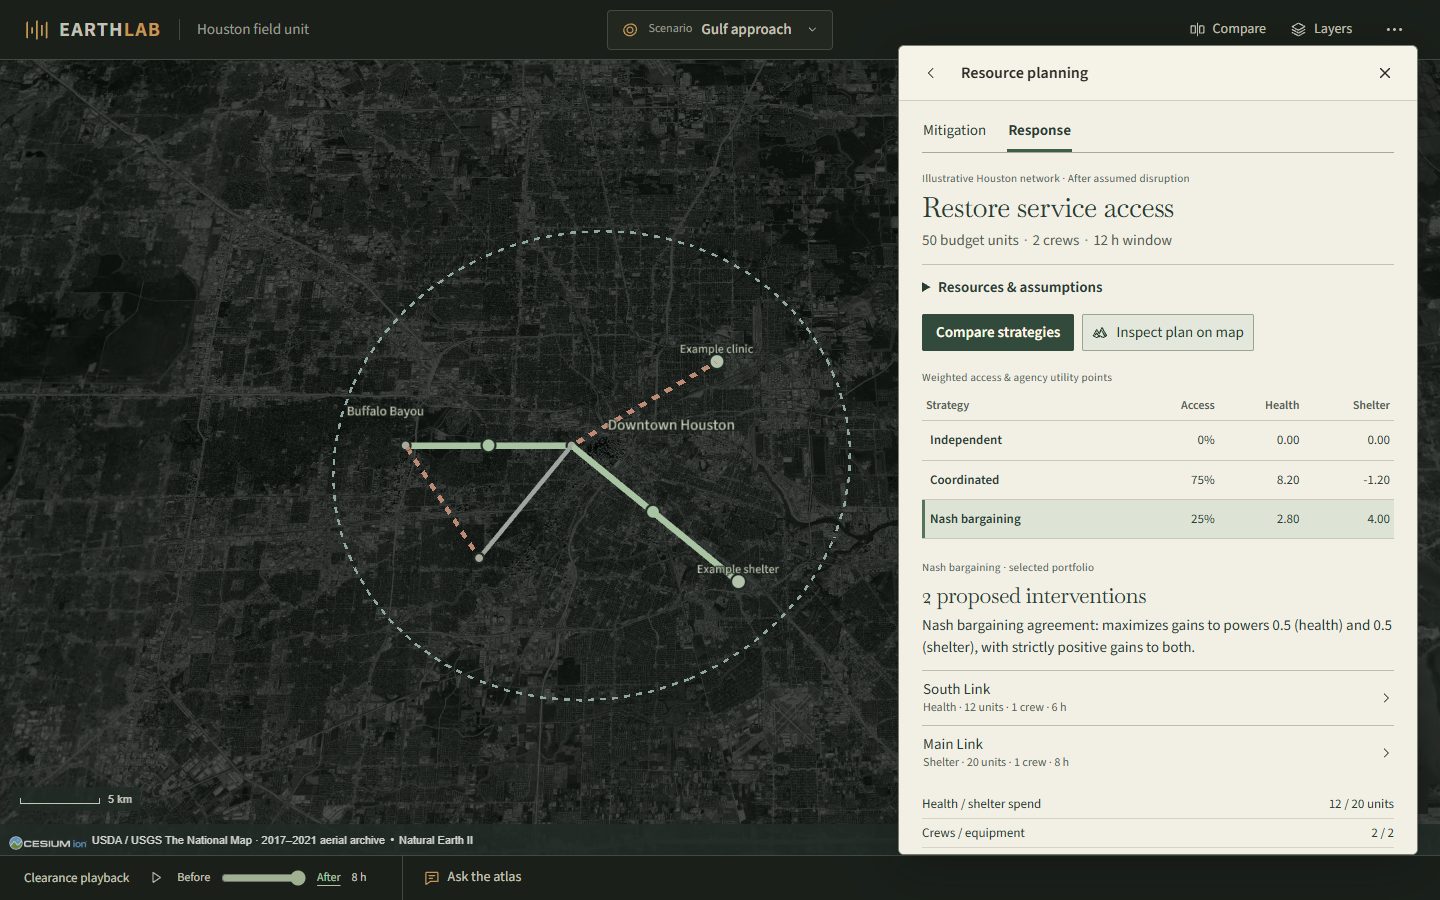 EARTHLAB
Houston field unit
Scenario Gulf approach
Compare
Layers
Resource planning
Mitigation
Response
Illustrative Houston network · After assumed disruption
Restore service access
50 budget units · 2 crews · 12 h window
Resources & assumptions
Compare strategies
Inspect plan on map
Weighted access & agency utility points
Strategy Access Health Shelter
Independent 0% 0.00 0.00
Coordinated 75% 8.20 -1.20
Nash bargaining 25% 2.80 4.00
Nash bargaining · selected portfolio
2 proposed interventions
Nash bargaining agreement: maximizes gains to powers 0.5 (health) and 0.5
(shelter), with strictly positive gains to both.
South Link
Health · 12 units · 1 crew · 6 h
Main Link
Shelter · 20 units · 1 crew · 8 h
Health / shelter spend 12 / 20 units
Crews / equipment 2 / 2
Example clinic
Buffalo Bayou
Downtown Houston
Example shelter
5 km
CESIUM ion USDA / USGS The National Map · 2017–2021 aerial archive • Natural Earth II
Clearance playback
Before
After
8 h
Ask the atlas